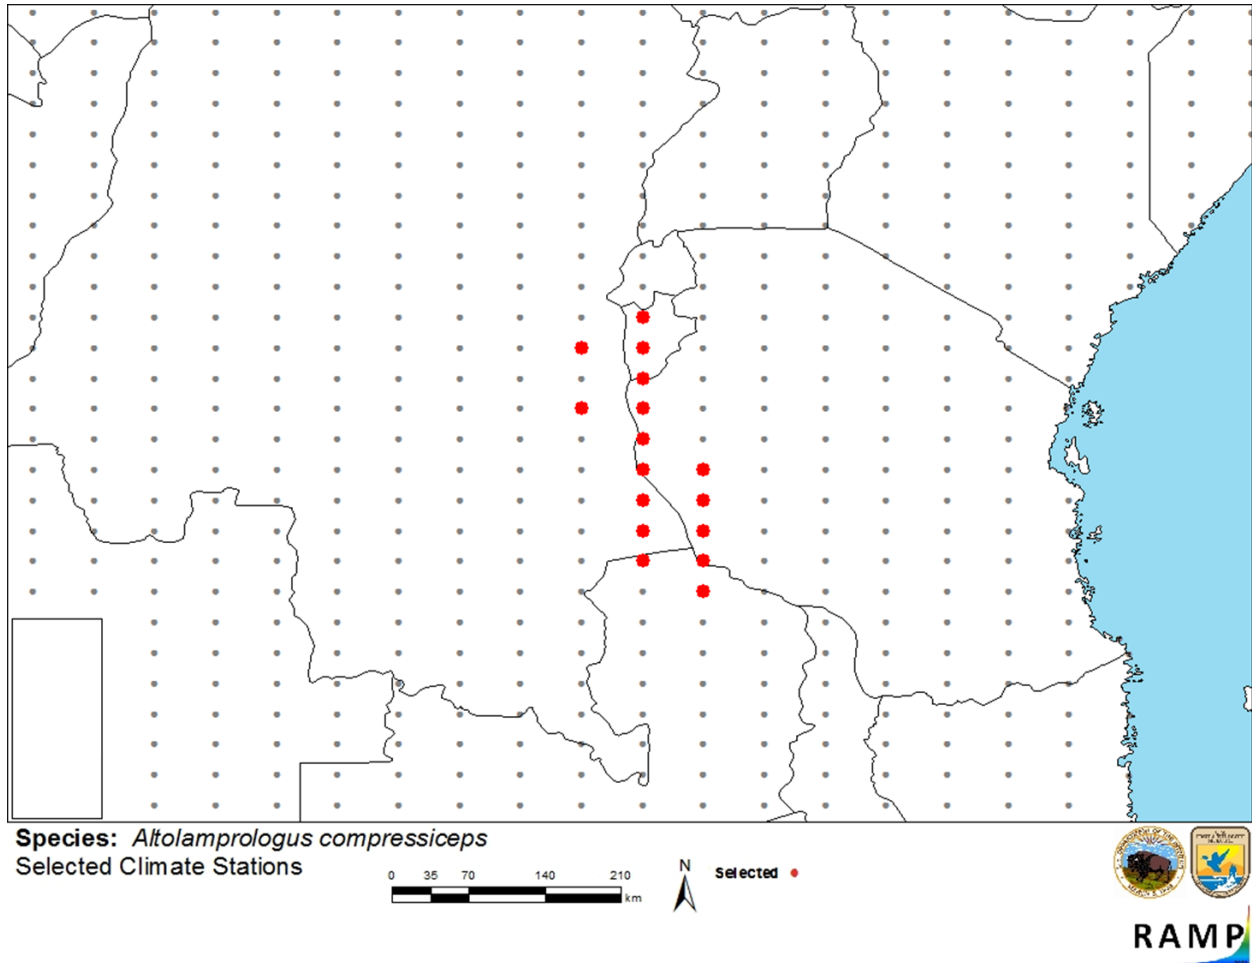 Species: Altolamprologus compressiceps
Selected Climate Stations
0 35 70 140 210
km
N
Selected
RAMP